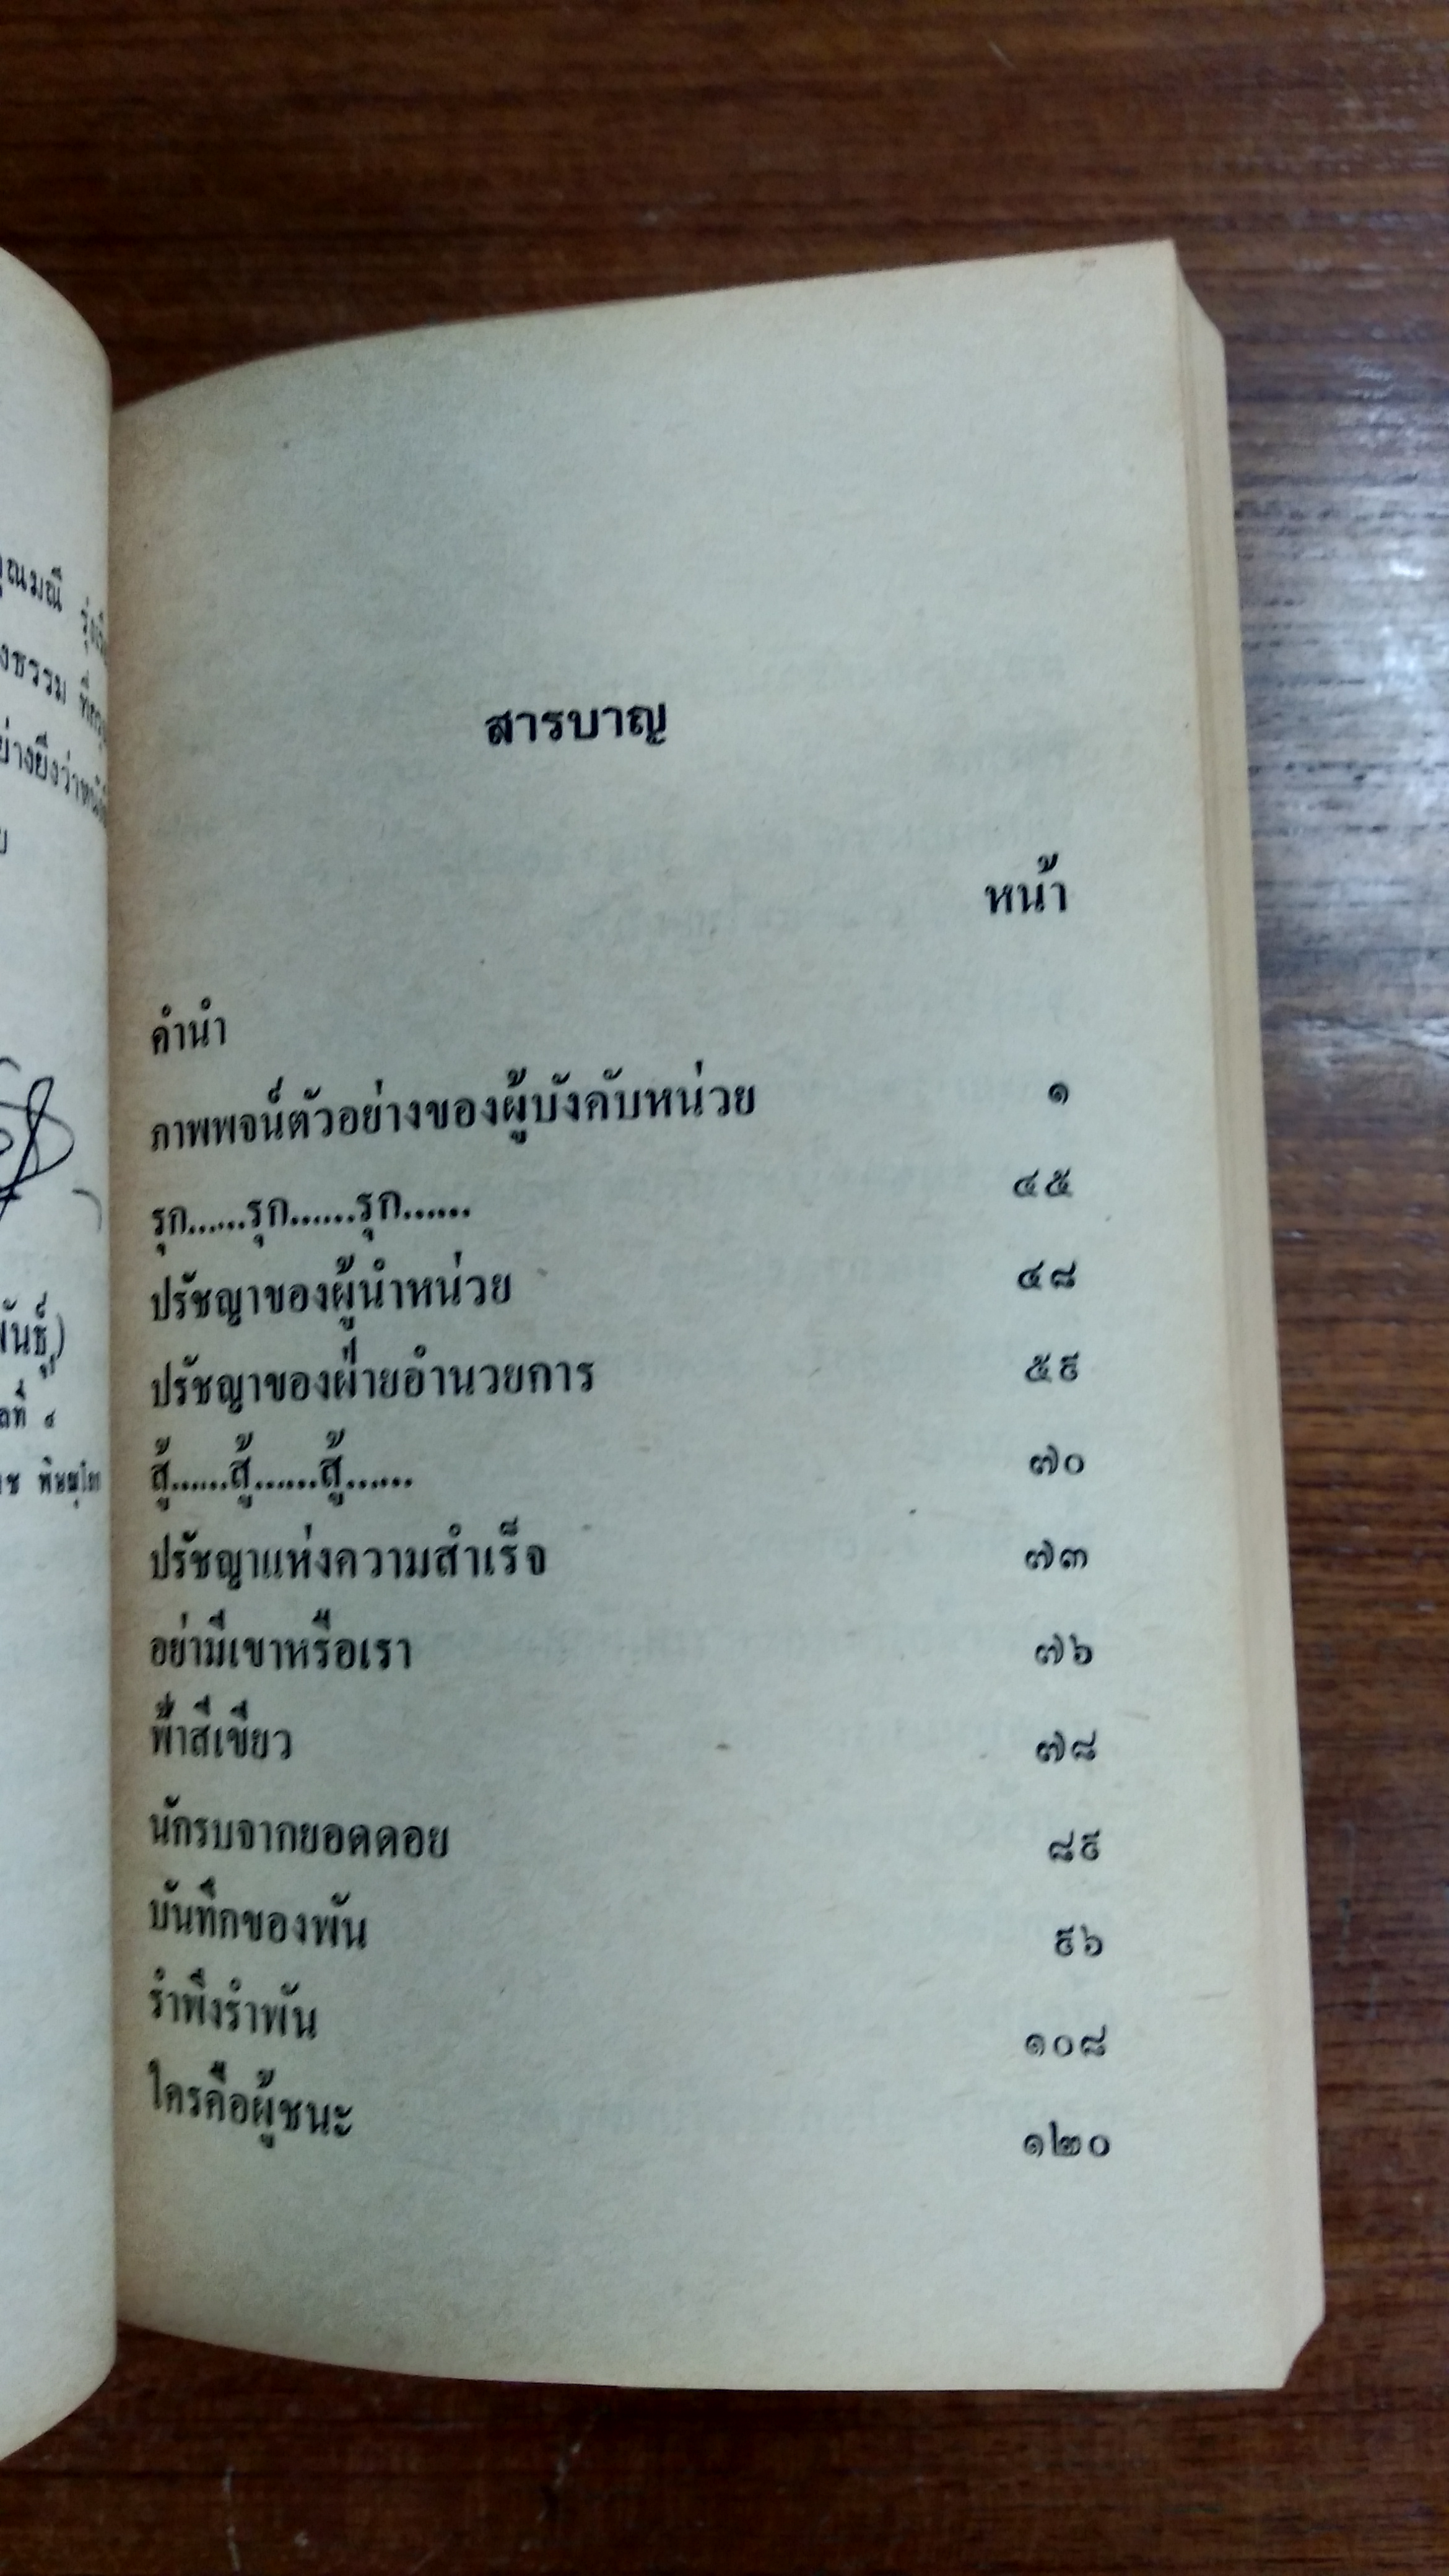 สารบาญ
หน้า
คำนำ
ภาพพจน์ตัวอย่างของผู้บังคับหน่วย ๑
รุก......รุก......รุก...... ๔๕
ปรัชญาของผู้นำหน่วย ๔๘
ปรัชญาของฝ่ายอำนวยการ ๕๙
สู้......สู้......สู้...... ๗๐
ปรัชญาแห่งความสำเร็จ ๗๓
อย่ามีเขาหรือเรา ๗๖
ฟ้าสีเขียว ๗๘
นักรบจากยอดดอย ๘๙
บันทึกของพัน ๙๖
รำพึงรำพัน ๑๐๘
ใครคือผู้ชนะ ๑๒๐